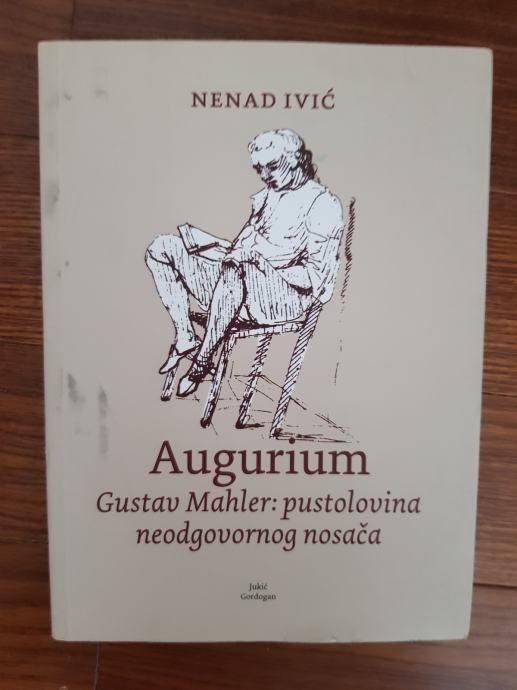 NENAD IVIĆ
Augurium
Gustav Mahler: pustolovina
neodgovornog nosača
Jukić
Gordogan